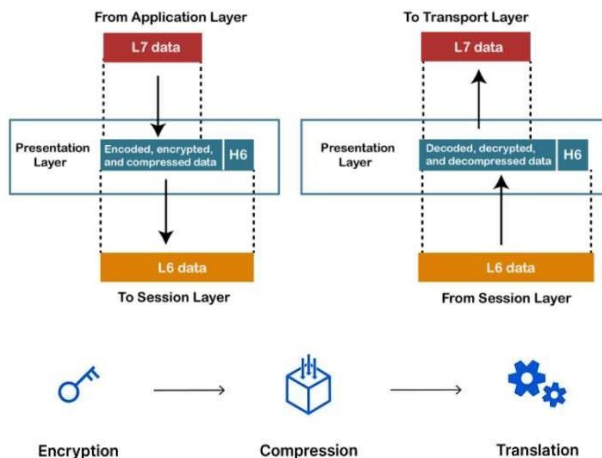 From Application Layer
L7 data
Presentation
Layer
Encoded, encrypted,
and compressed data
H6
L6 data
To Session Layer
To Transport Layer
L7 data
Presentation
Layer
Decoded, decrypted,
and decompressed data
H6
L6 data
From Session Layer
Encryption
Compression
Translation